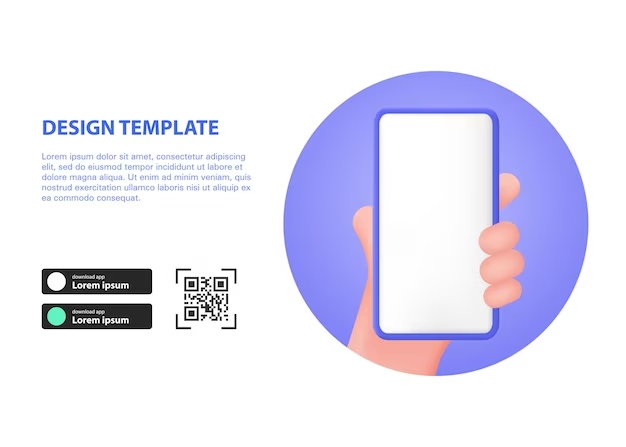 DESIGN TEMPLATE
Lorem ipsum dolor sit amet, consectetur adipiscing
elit, sed do eiusmod tempor incididunt ut labore et
dolore magna aliqua. Ut enim ad minim veniam, quis
nostrud exercitation ullamco laboris nisi ut aliquip ex
ea commodo consequat.
download app
Lorem ipsum
download app
Lorem ipsum